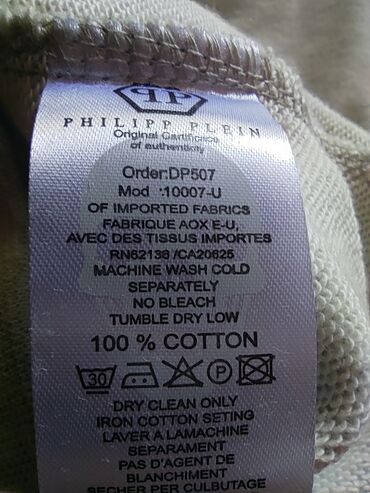 PHILIPP PLEIN
Original Certificace
of authenticity
Order:DP507
Mod :10007-U
OF IMPORTED FABRICS
FABRIQUE AOX E-U,
AVEC DES TISSUS IMPORTES
RN62136 /CA20625
MACHINE WASH COLD
SEPARATELY
NO BLEACH
TUMBLE DRY LOW
100 % COTTON
30 P
DRY CLEAN ONLY
IRON COTTON SETING
LAVER A LAMACHINE
SEPARAMENT
PAS D'AGENT DE
BLANCHIMENT
SECHER PER CULBUTAGE